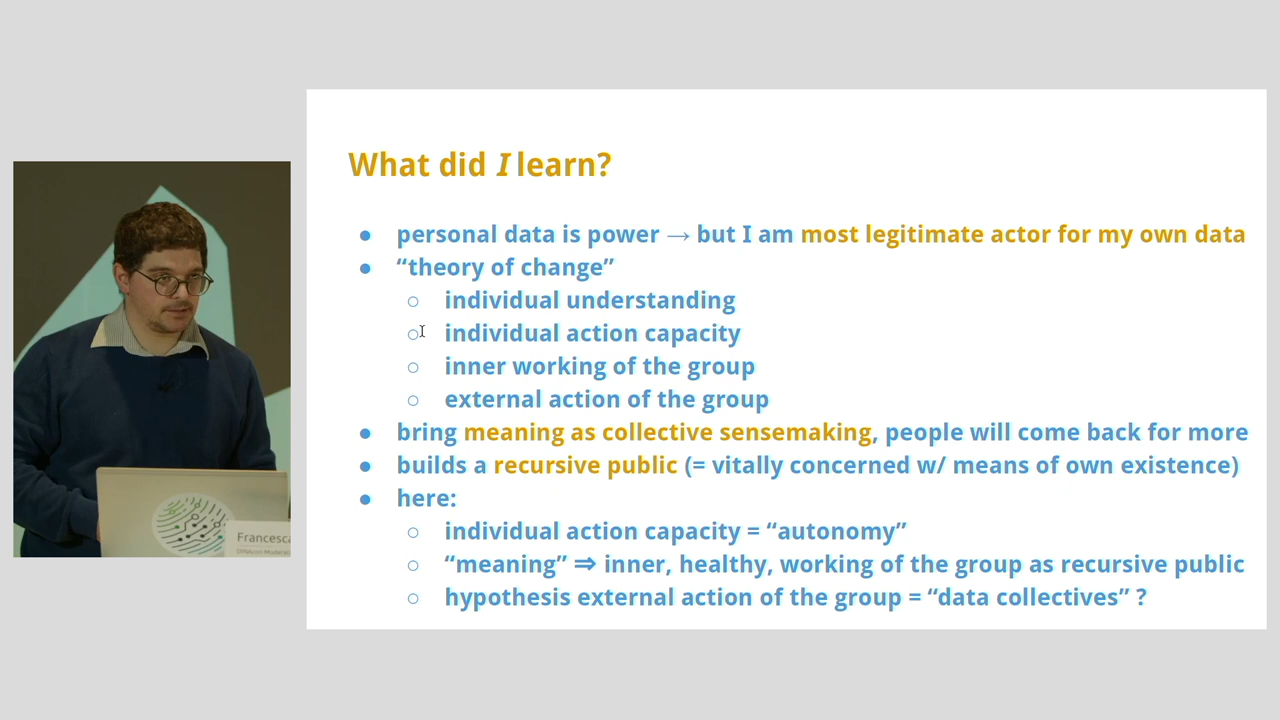 What did I learn?
● personal data is power → but I am most legitimate actor for my own data
● “theory of change”
○ individual understanding
○ individual action capacity
○ inner working of the group
○ external action of the group
● bring meaning as collective sensemaking, people will come back for more
● builds a recursive public (= vitally concerned w/ means of own existence)
● here:
○ individual action capacity = “autonomy”
○ “meaning” ⇒ inner, healthy, working of the group as recursive public
○ hypothesis external action of the group = “data collectives” ?
Francesca